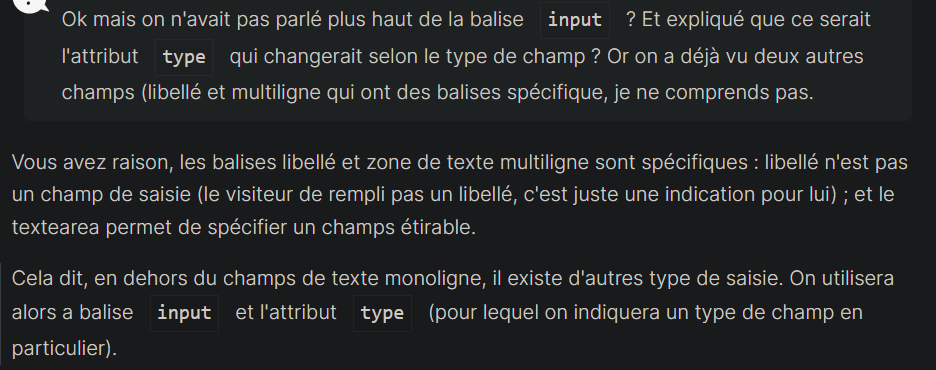 Ok mais on n'avait pas parlé plus haut de la balise input ? Et expliqué que ce serait
l'attribut type qui changerait selon le type de champ ? Or on a déjà vu deux autres
champs (libellé et multiligne qui ont des balises spécifique, je ne comprends pas.
Vous avez raison, les balises libellé et zone de texte multiligne sont spécifiques : libellé n'est pas
un champ de saisie (le visiteur de rempli pas un libellé, c'est juste une indication pour lui) ; et le
textearea permet de spécifier un champs étirable.
Cela dit, en dehors du champs de texte monoligne, il existe d'autres type de saisie. On utilisera
alors a balise input et l'attribut type (pour lequel on indiquera un type de champ en
particulier).